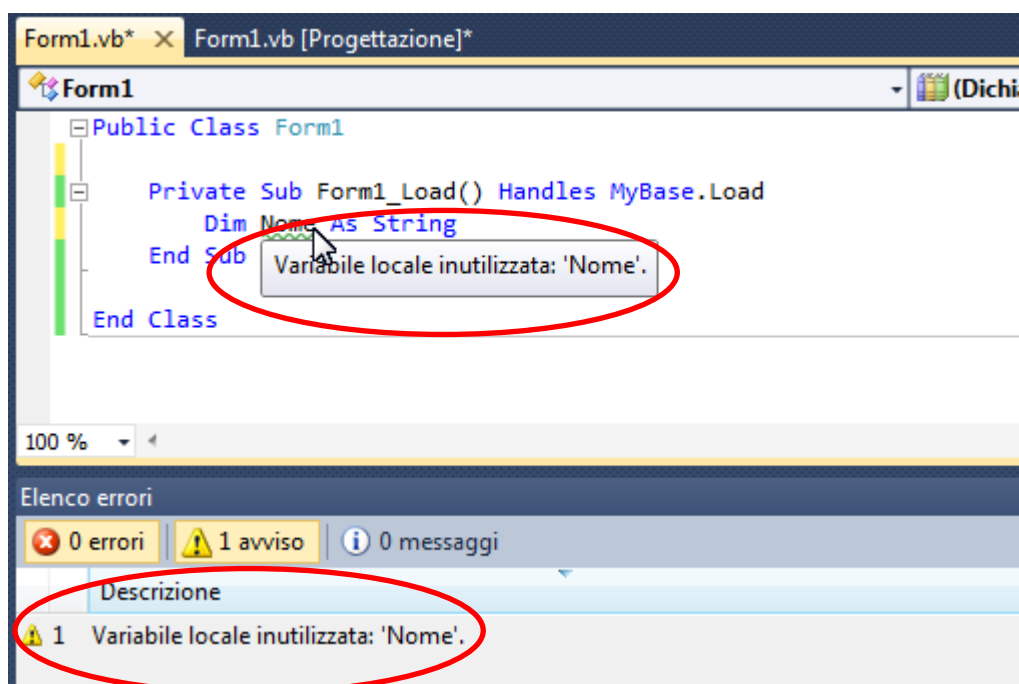 Form1.vb* Form1.vb [Progettazione]*
Form1 (Dichia
Public Class Form1
Private Sub Form1_Load() Handles MyBase.Load
Dim Nome As String
End Sub
Variabile locale inutilizzata: 'Nome'.
End Class
100 %
Elenco errori
0 errori 1 avviso 0 messaggi
Descrizione
1 Variabile locale inutilizzata: 'Nome'.